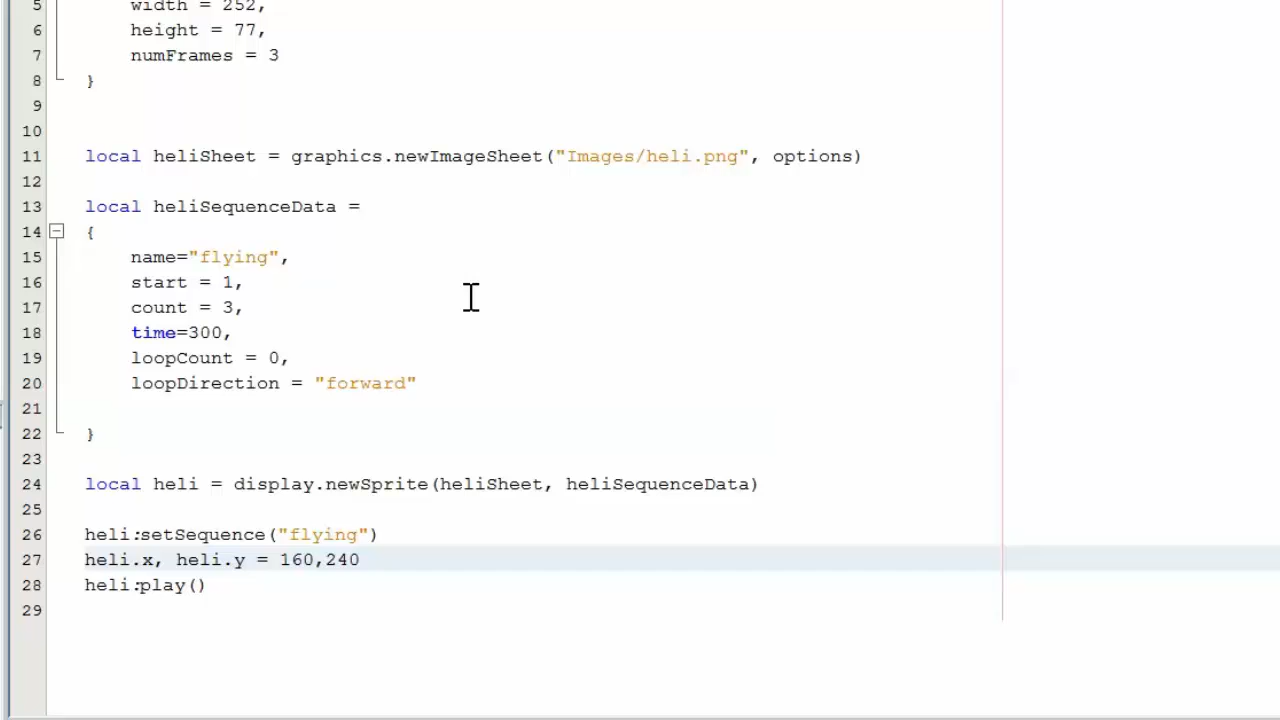 5 width = 252,
6 height = 77,
7 numFrames = 3
8 }
9
10
11 local heliSheet = graphics.newImageSheet("Images/heli.png", options)
12
13 local heliSequenceData =
14 {
15 name="flying",
16 start = 1,
17 count = 3,
18 time=300,
19 loopCount = 0,
20 loopDirection = "forward"
21
22 }
23
24 local heli = display.newSprite(heliSheet, heliSequenceData)
25
26 heli:setSequence("flying")
27 heli.x, heli.y = 160,240
28 heli:play()
29